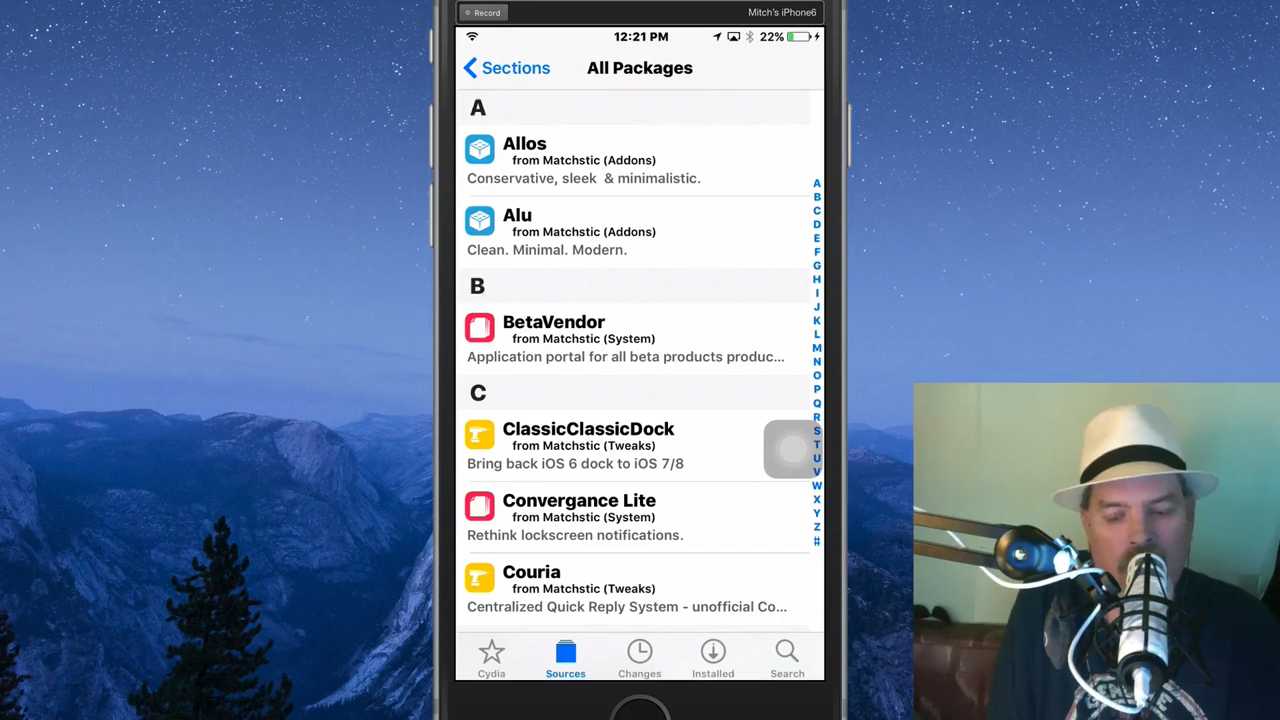 Record
Mitch's iPhone6
12:21 PM
22%
Sections
All Packages
A
Allos
from Matchstic (Addons)
Conservative, sleek & minimalistic.
Alu
from Matchstic (Addons)
Clean. Minimal. Modern.
B
BetaVendor
from Matchstic (System)
Application portal for all beta products produc...
C
ClassicClassicDock
from Matchstic (Tweaks)
Bring back iOS 6 dock to iOS 7/8
Convergance Lite
from Matchstic (System)
Rethink lockscreen notifications.
Couria
from Matchstic (Tweaks)
Centralized Quick Reply System - unofficial Co...
A
B
C
D
E
F
G
H
I
J
K
L
M
N
O
P
Q
R
S
T
U
V
W
X
Y
Z
#
Cydia
Sources
Changes
Installed
Search